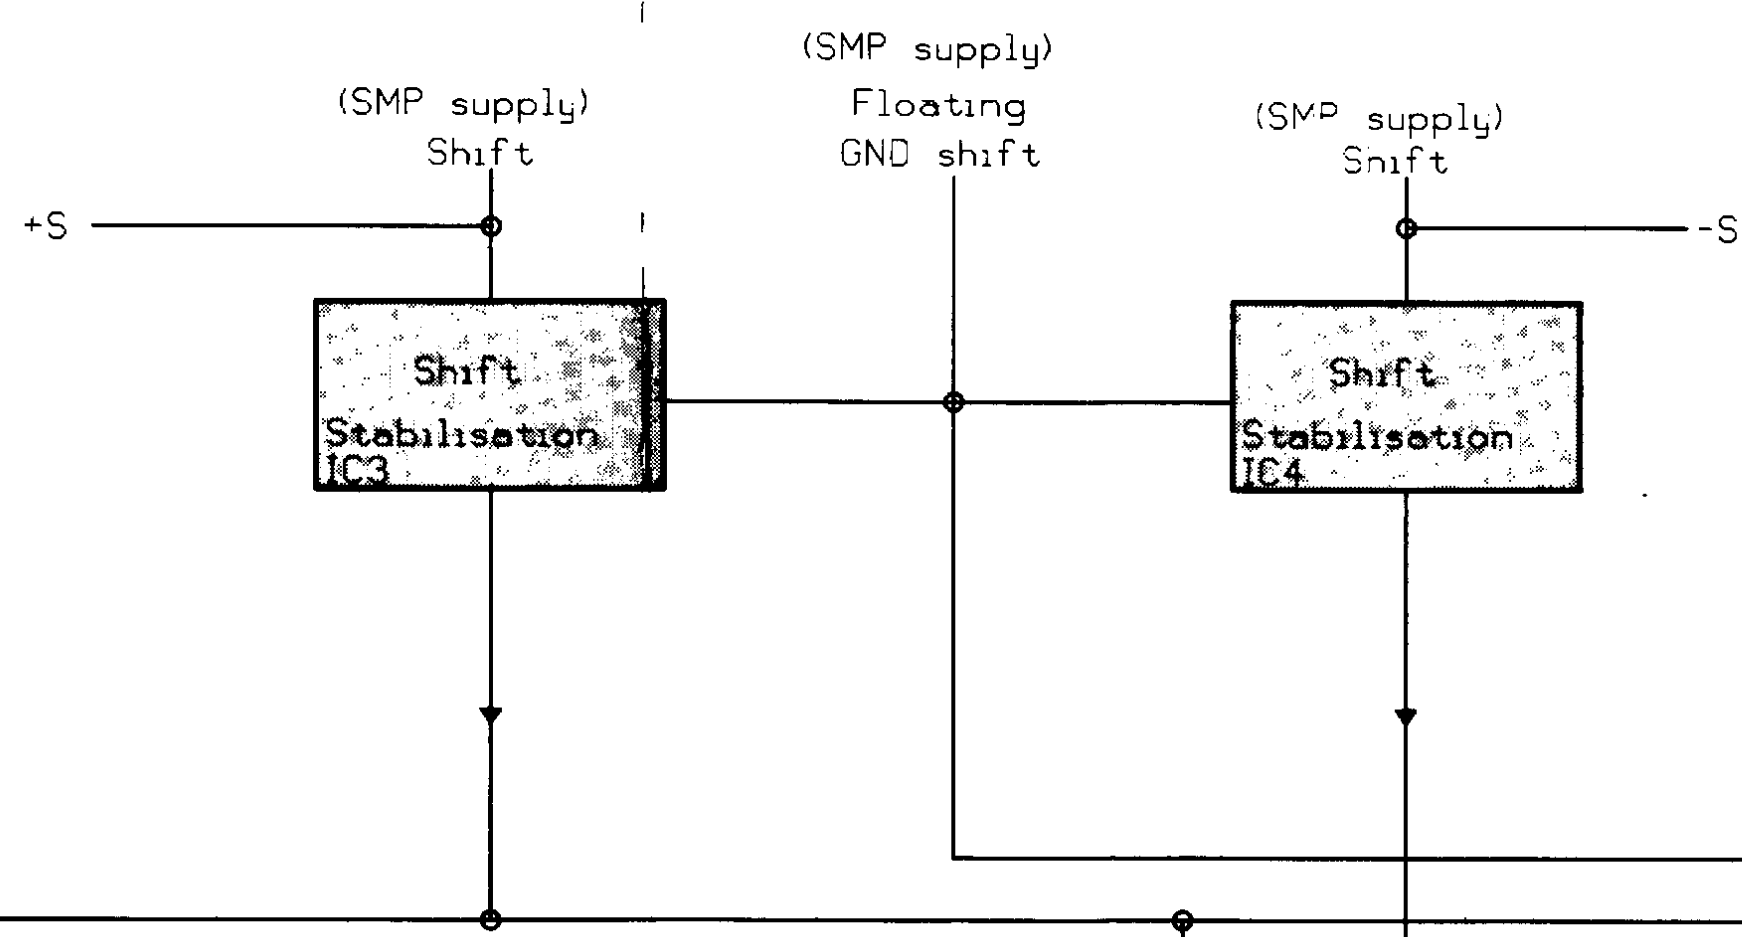 (SMP supply)
Floating
GND shift
(SMP supply)
Shift
(SMP supply)
Shift
+S
-S
Shift
Stabilisation
IC3
Shift
Stabilisation
IC4